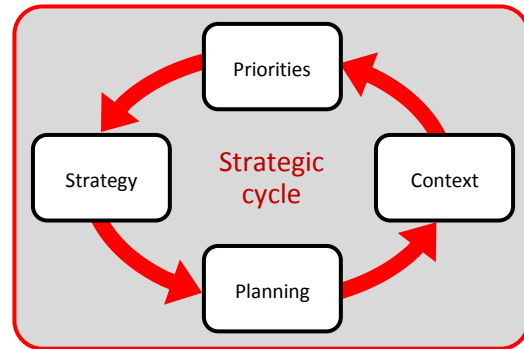 Priorities
Strategy
Strategic
cycle
Context
Planning